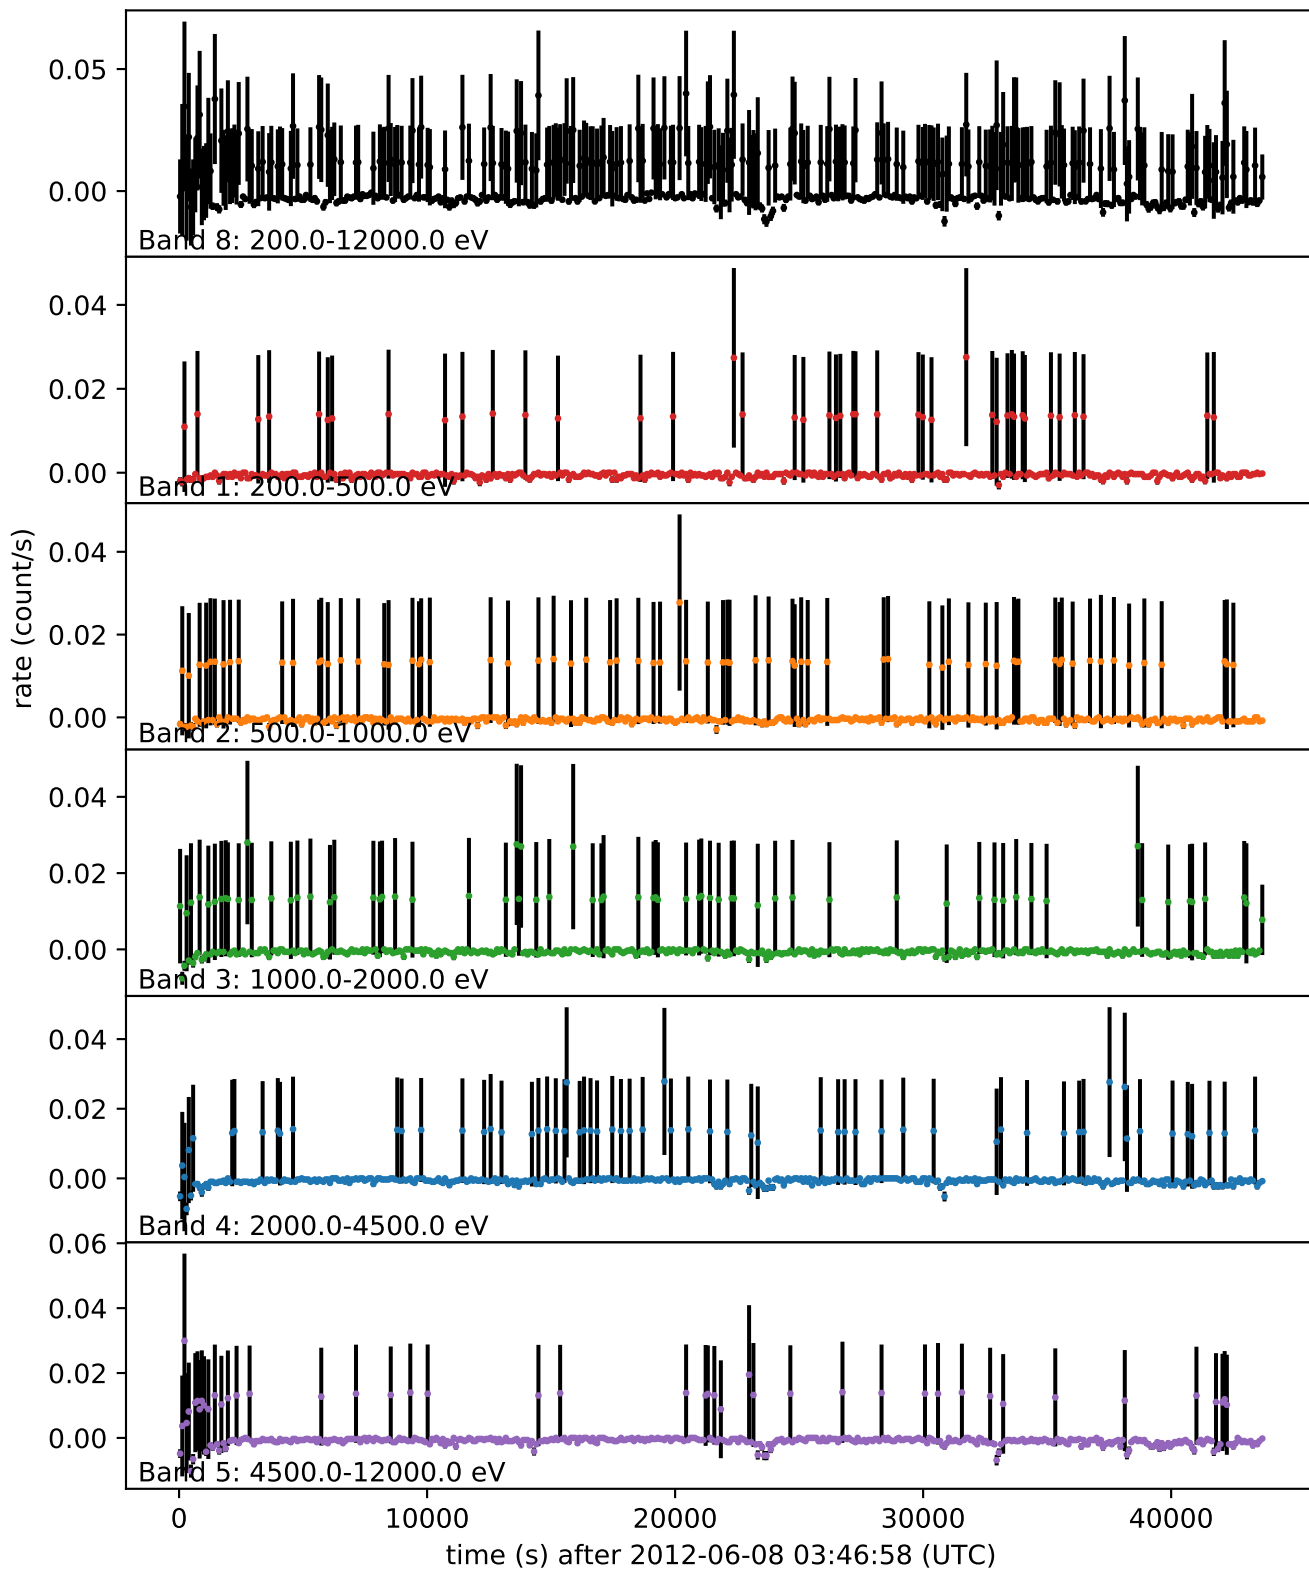 0.05
0.00
Band 8: 200.0-12000.0 eV
0.04
0.02
0.00
Band 1: 200.0-500.0 eV
rate (count/s)
0.04
0.02
0.00
Band 2: 500.0-1000.0 eV
0.04
0.02
0.00
Band 3: 1000.0-2000.0 eV
0.04
0.02
0.00
Band 4: 2000.0-4500.0 eV
0.06
0.04
0.02
0.00
Band 5: 4500.0-12000.0 eV
0 10000 20000 30000 40000
time (s) after 2012-06-08 03:46:58 (UTC)